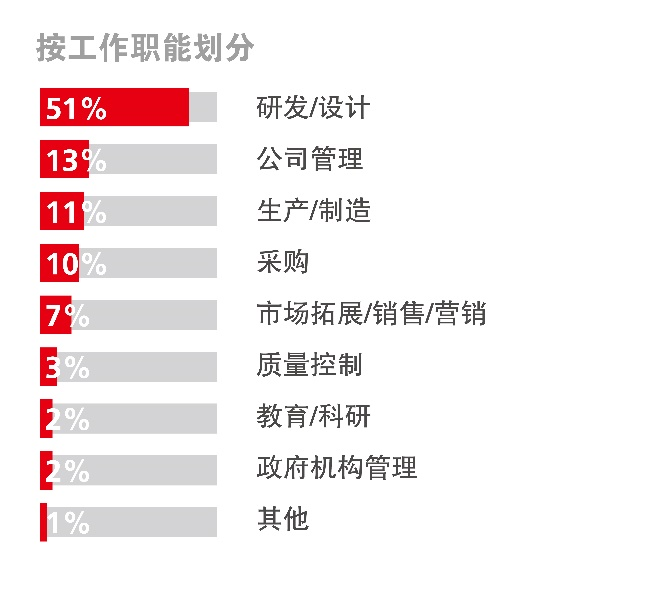 按工作职能划分
51% 研发/设计
13% 公司管理
11% 生产/制造
10% 采购
7% 市场拓展/销售/营销
3% 质量控制
2% 教育/科研
2% 政府机构管理
1% 其他